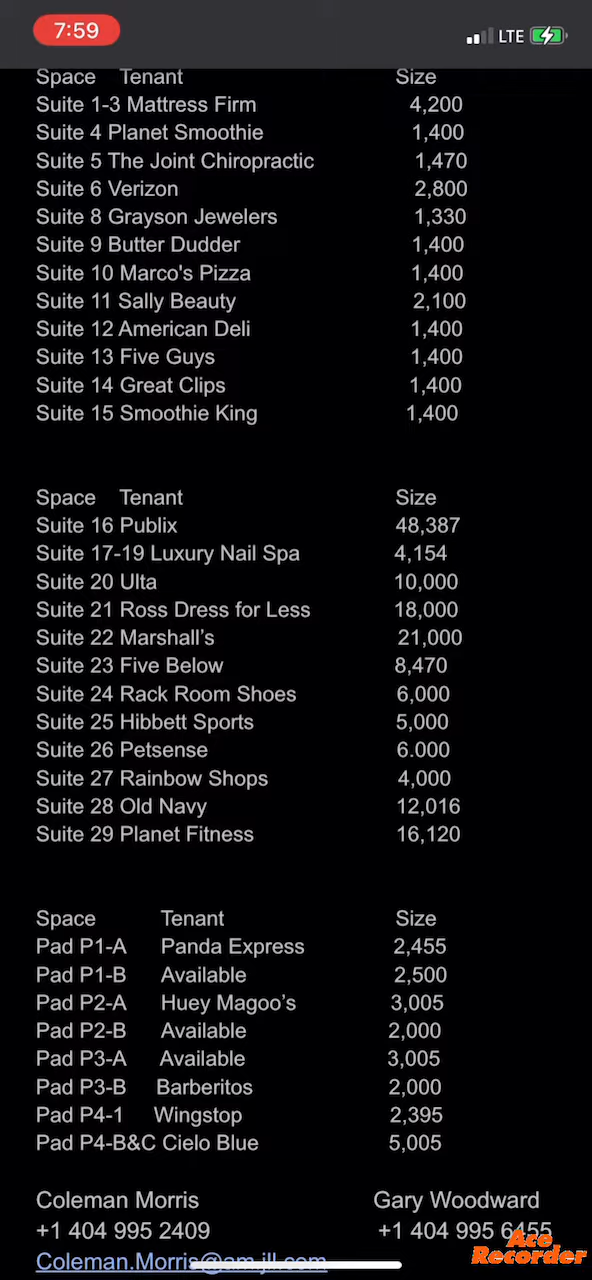 7:59 LTE
Space Tenant Size
Suite 1-3 Mattress Firm 4,200
Suite 4 Planet Smoothie 1,400
Suite 5 The Joint Chiropractic 1,470
Suite 6 Verizon 2,800
Suite 8 Grayson Jewelers 1,330
Suite 9 Butter Dudder 1,400
Suite 10 Marco's Pizza 1,400
Suite 11 Sally Beauty 2,100
Suite 12 American Deli 1,400
Suite 13 Five Guys 1,400
Suite 14 Great Clips 1,400
Suite 15 Smoothie King 1,400
Space Tenant Size
Suite 16 Publix 48,387
Suite 17-19 Luxury Nail Spa 4,154
Suite 20 Ulta 10,000
Suite 21 Ross Dress for Less 18,000
Suite 22 Marshall’s 21,000
Suite 23 Five Below 8,470
Suite 24 Rack Room Shoes 6,000
Suite 25 Hibbett Sports 5,000
Suite 26 Petsense 6.000
Suite 27 Rainbow Shops 4,000
Suite 28 Old Navy 12,016
Suite 29 Planet Fitness 16,120
Space Tenant Size
Pad P1-A Panda Express 2,455
Pad P1-B Available 2,500
Pad P2-A Huey Magoo’s 3,005
Pad P2-B Available 2,000
Pad P3-A Available 3,005
Pad P3-B Barberitos 2,000
Pad P4-1 Wingstop 2,395
Pad P4-B&C Cielo Blue 5,005
Coleman Morris Gary Woodward
+1 404 995 2409 +1 404 995 6455
Coleman.Morris@am.jll.com
Ace Recorder